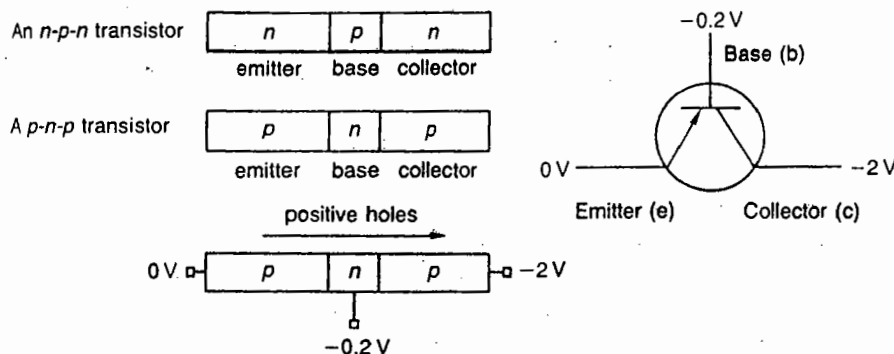 An n-p-n transistor
n p n
emitter base collector
A p-n-p transistor
p n p
emitter base collector
positive holes
0 V p n p −2 V
−0.2 V
−0.2 V
Base (b)
0 V −2 V
Emitter (e) Collector (c)